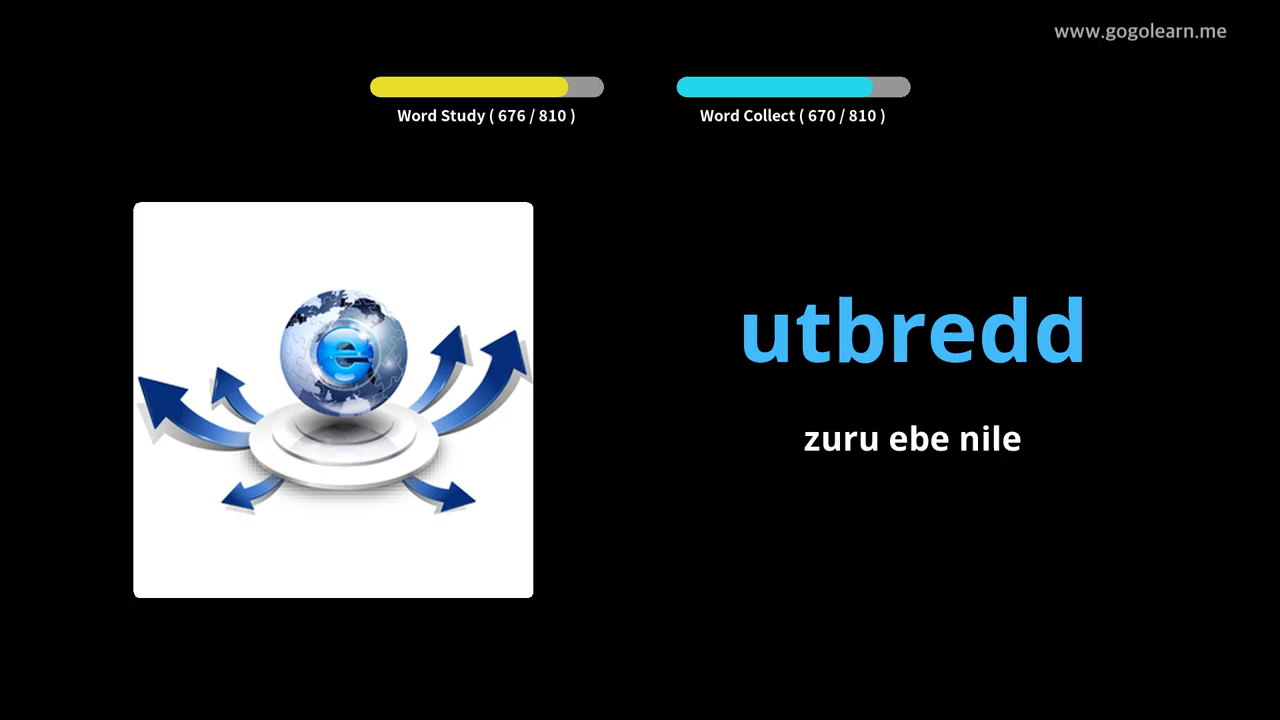 www.gogolearn.me
Word Study ( 676 / 810 )
Word Collect ( 670 / 810 )
e
utbredd
zuru ebe nile